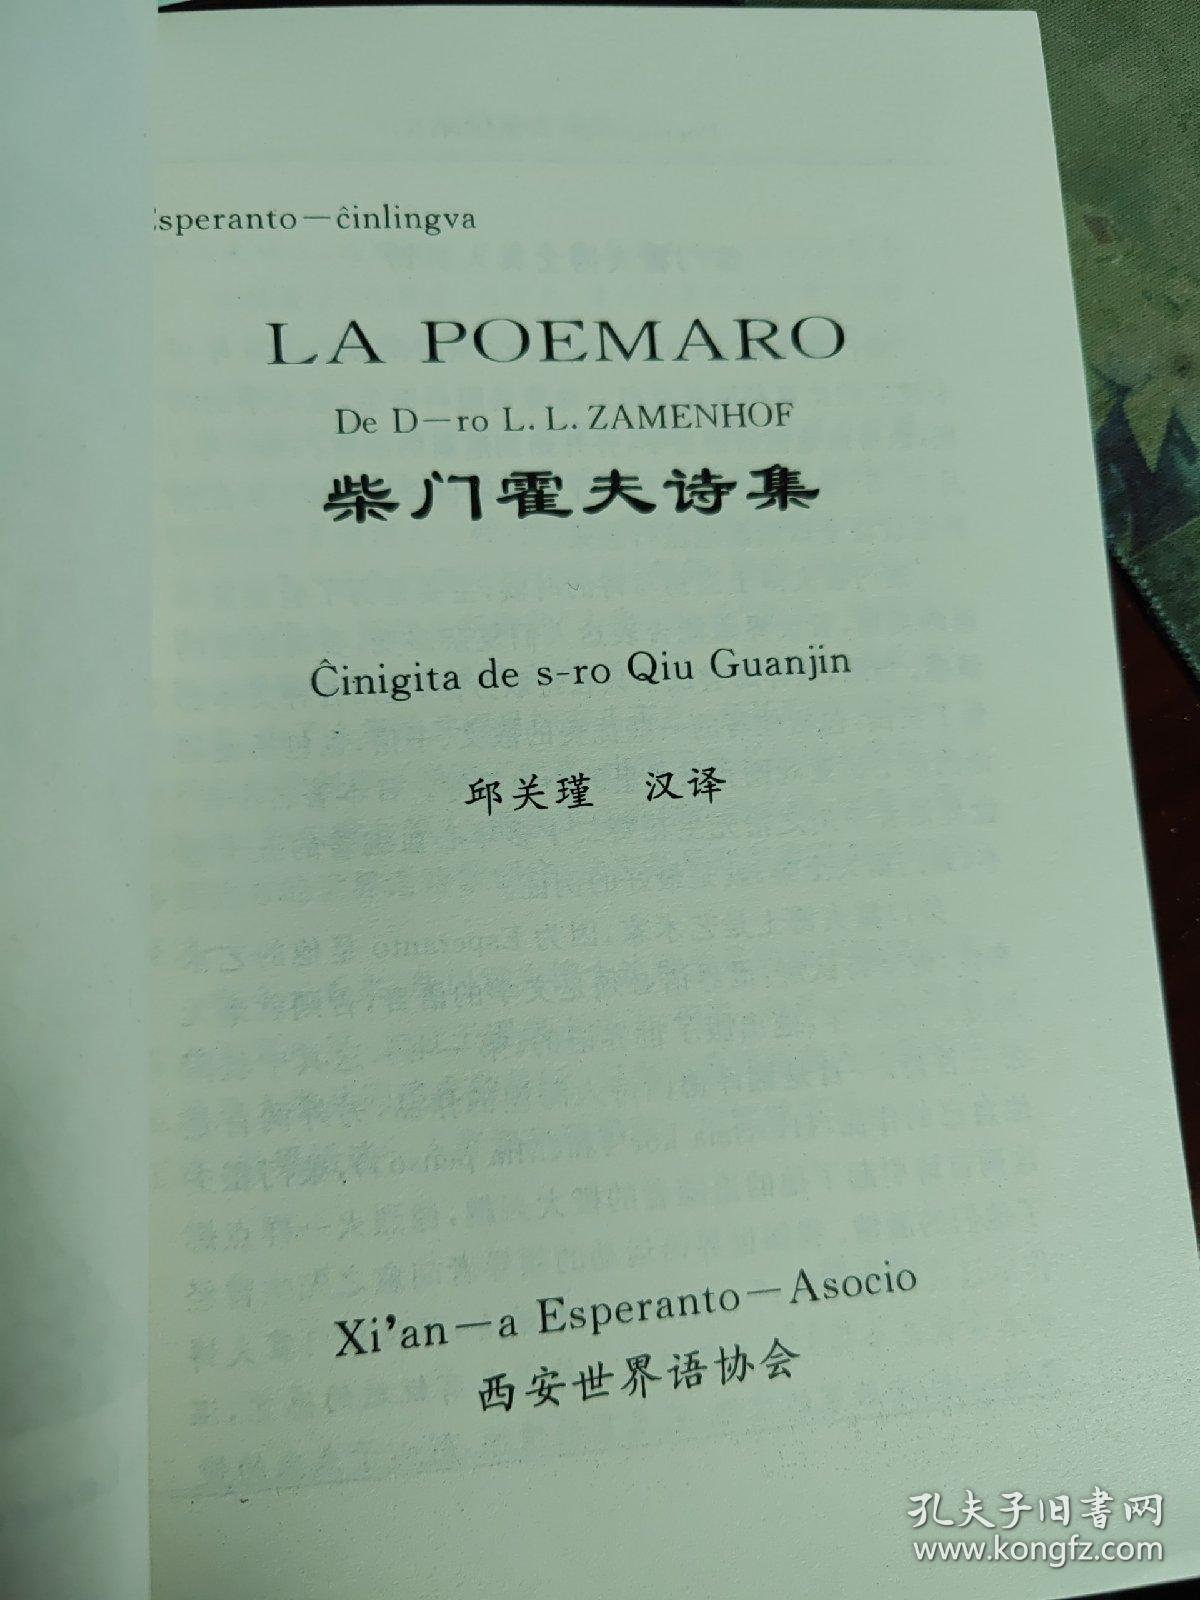 Esperanto—ĉinlingva
LA POEMARO
De D—ro L. L. ZAMENHOF
柴门霍夫诗集
Ĉinigita de s-ro Qiu Guanjin
邱关瑾 汉译
Xi'an—a Esperanto—Asocio
西安世界语协会
孔夫子旧书网
www.kongfz.com